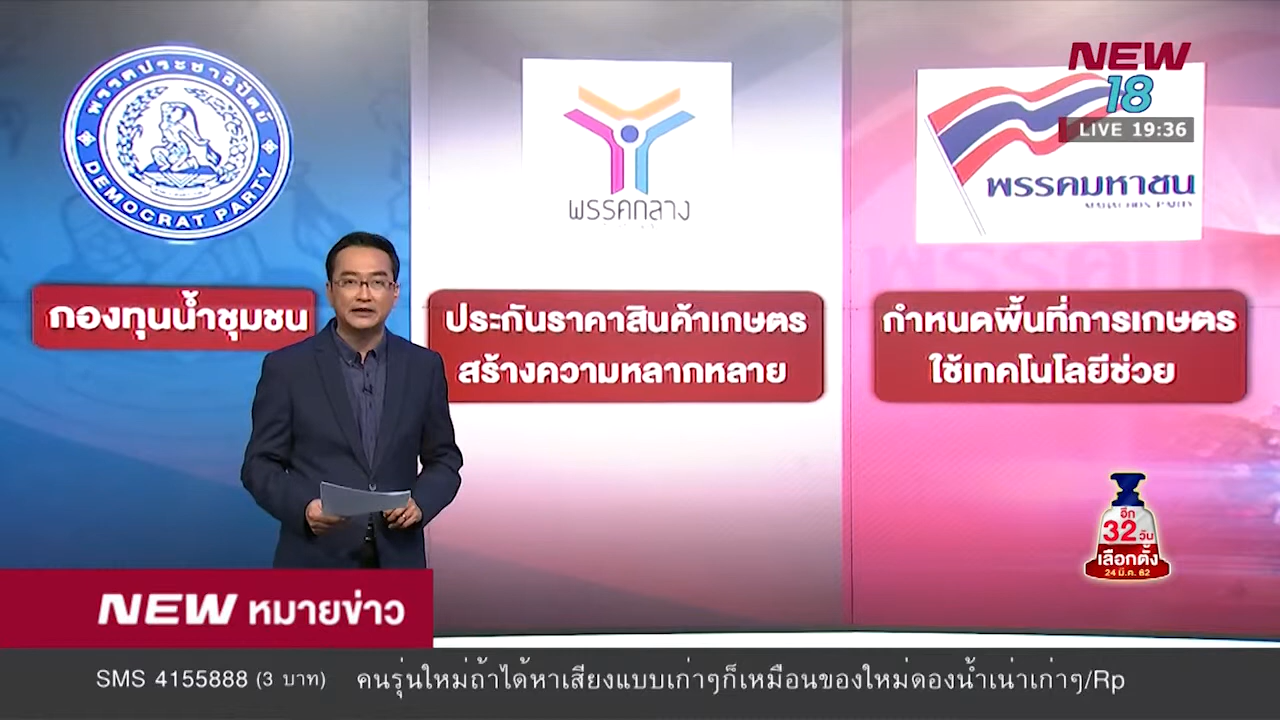 พรรคประชาธิปัตย์
DEMOCRAT PARTY
พรรคกลาง
พรรคมหาชน
MAHACHON PARTY
NEW
18
LIVE 19:36
กองทุนน้ำชุมชน
ประกันราคาสินค้าเกษตร
สร้างความหลากหลาย
กำหนดพื้นที่การเกษตร
ใช้เทคโนโลยีช่วย
อีก
32 วัน
เลือกตั้ง
24 มี.ค. 62
NEW หมายข่าว
SMS 4155888 (3 บาท) คนรุ่นใหม่ถ้าได้หาเสียงแบบเก่าๆก็เหมือนของใหม่ดองน้ำเน่าเก่าๆ/Rp